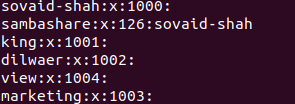 sovaid-shah:x:1000:
sambashare:x:126:sovaid-shah
king:x:1001:
dilwaer:x:1002:
view:x:1004:
marketing:x:1003: